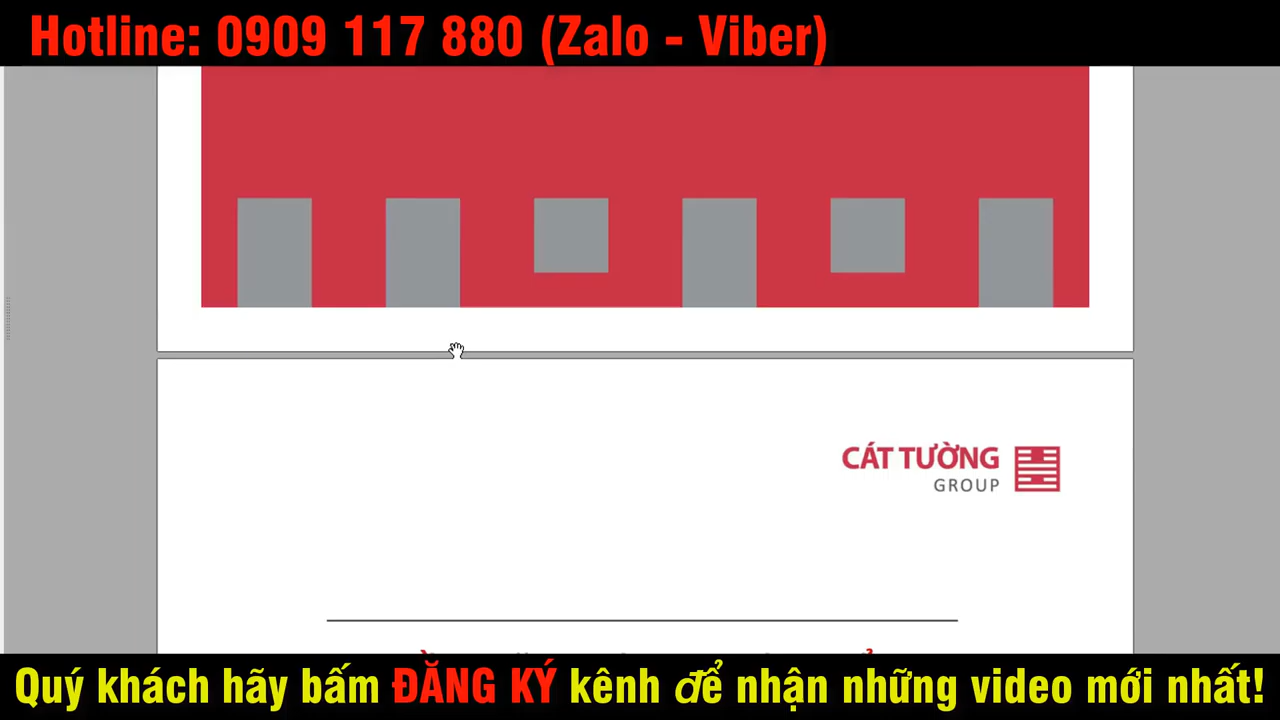 Hotline: 0909 117 880 (Zalo - Viber)
CÁT TƯỜNG
GROUP
Quý khách hãy bấm ĐĂNG KÝ kênh để nhận những video mới nhất!